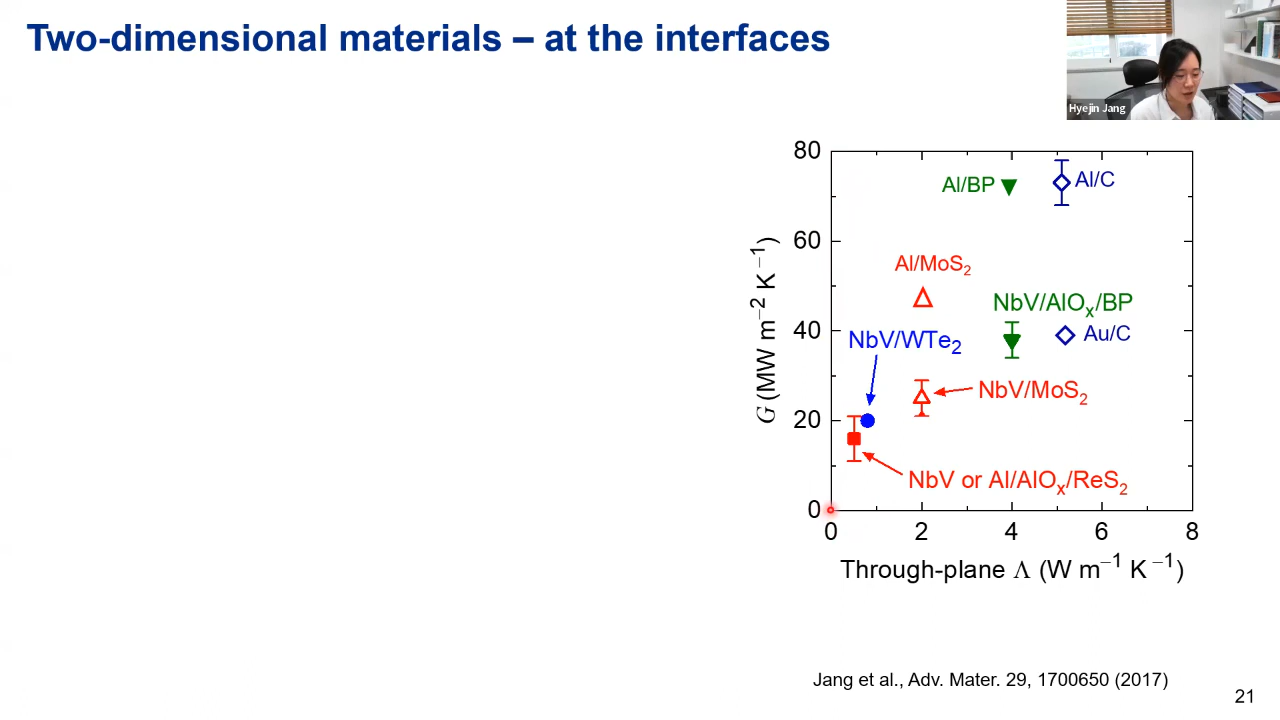 Two-dimensional materials – at the interfaces
Hyejin Jang
80
60
40
20
0
G (MW m−2 K−1)
Al/BP
Al/C
Al/MoS2
NbV/AlOx/BP
NbV/WTe2
Au/C
NbV/MoS2
NbV or Al/AlOx/ReS2
0 2 4 6 8
Through-plane Λ (W m−1 K−1)
Jang et al., Adv. Mater. 29, 1700650 (2017)
21